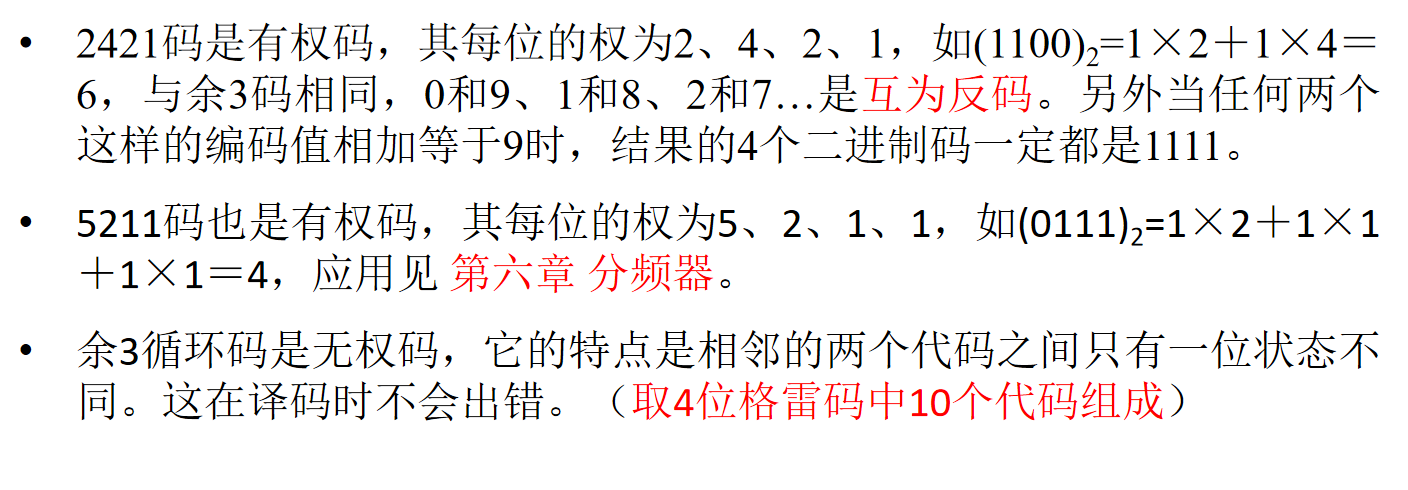 • 2421码是有权码，其每位的权为2、4、2、1，如(1100)₂=1×2＋1×4＝
6，与余3码相同，0和9、1和8、2和7…是互为反码。另外当任何两个
这样的编码值相加等于9时，结果的4个二进制码一定都是1111。
• 5211码也是有权码，其每位的权为5、2、1、1，如(0111)₂=1×2＋1×1
＋1×1＝4，应用见 第六章 分频器。
• 余3循环码是无权码，它的特点是相邻的两个代码之间只有一位状态不
同。这在译码时不会出错。（取4位格雷码中10个代码组成）